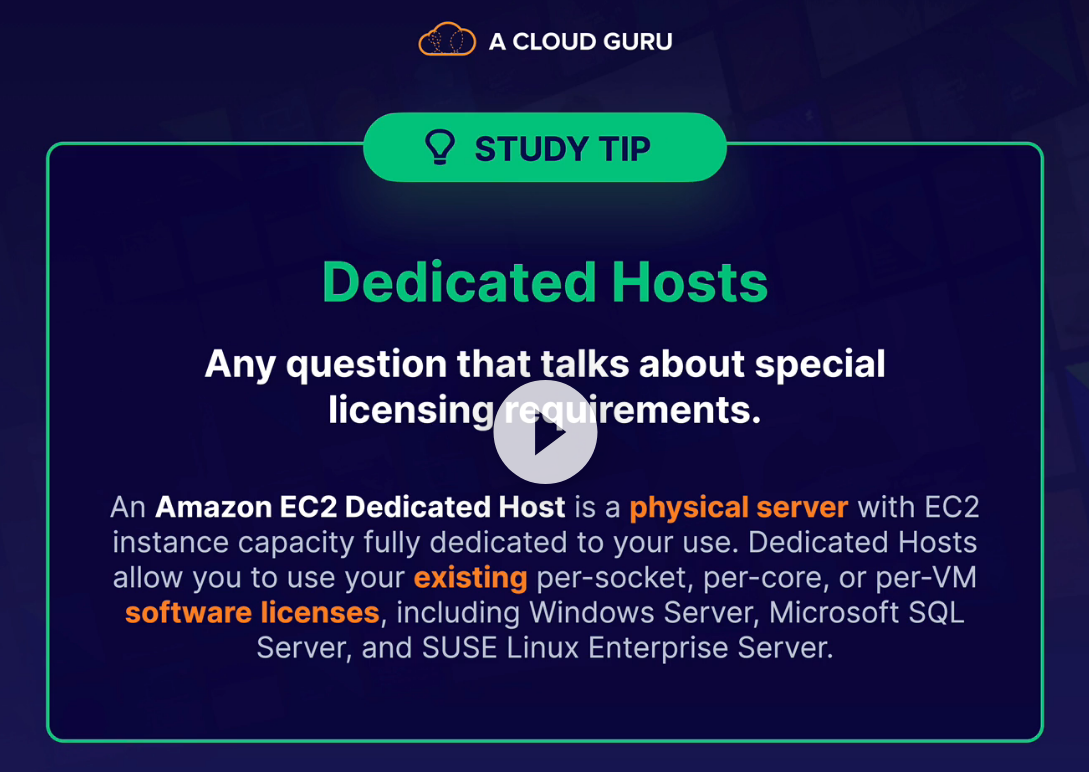 A CLOUD GURU
STUDY TIP
Dedicated Hosts
Any question that talks about special
licensing requirements.
An Amazon EC2 Dedicated Host is a physical server with EC2
instance capacity fully dedicated to your use. Dedicated Hosts
allow you to use your existing per-socket, per-core, or per-VM
software licenses, including Windows Server, Microsoft SQL
Server, and SUSE Linux Enterprise Server.